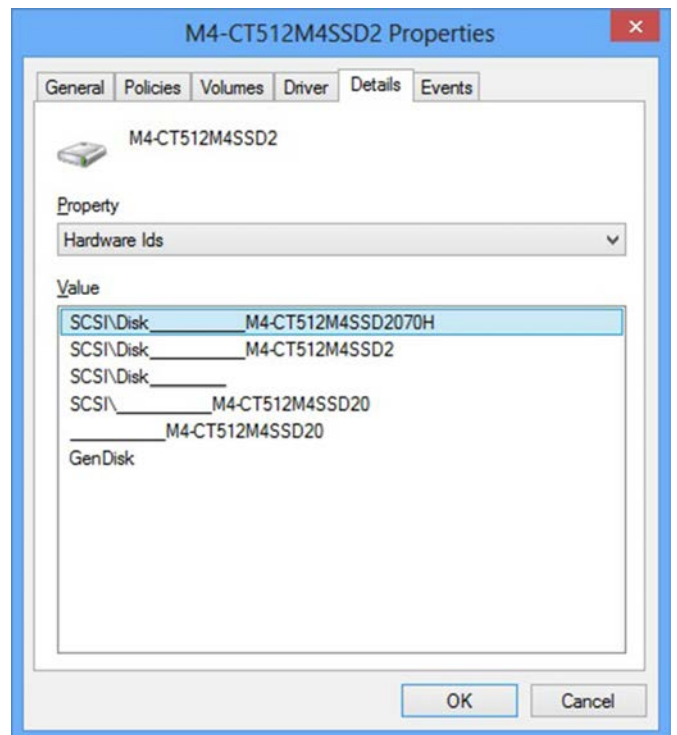 M4-CT512M4SSD2 Properties
General Policies Volumes Driver Details Events
M4-CT512M4SSD2
Property
Hardware Ids
Value
SCSI\Disk__________M4-CT512M4SSD2070H
SCSI\Disk__________M4-CT512M4SSD2
SCSI\Disk________
SCSI\__________M4-CT512M4SSD20
__________M4-CT512M4SSD20
GenDisk
OK Cancel